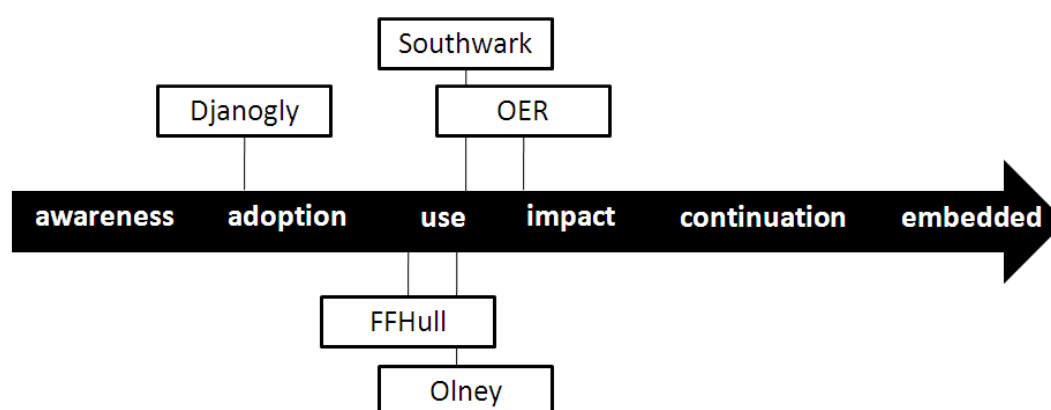 Southwark
Djanogly
OER
awareness adoption use impact continuation embedded
FFHull
Olney